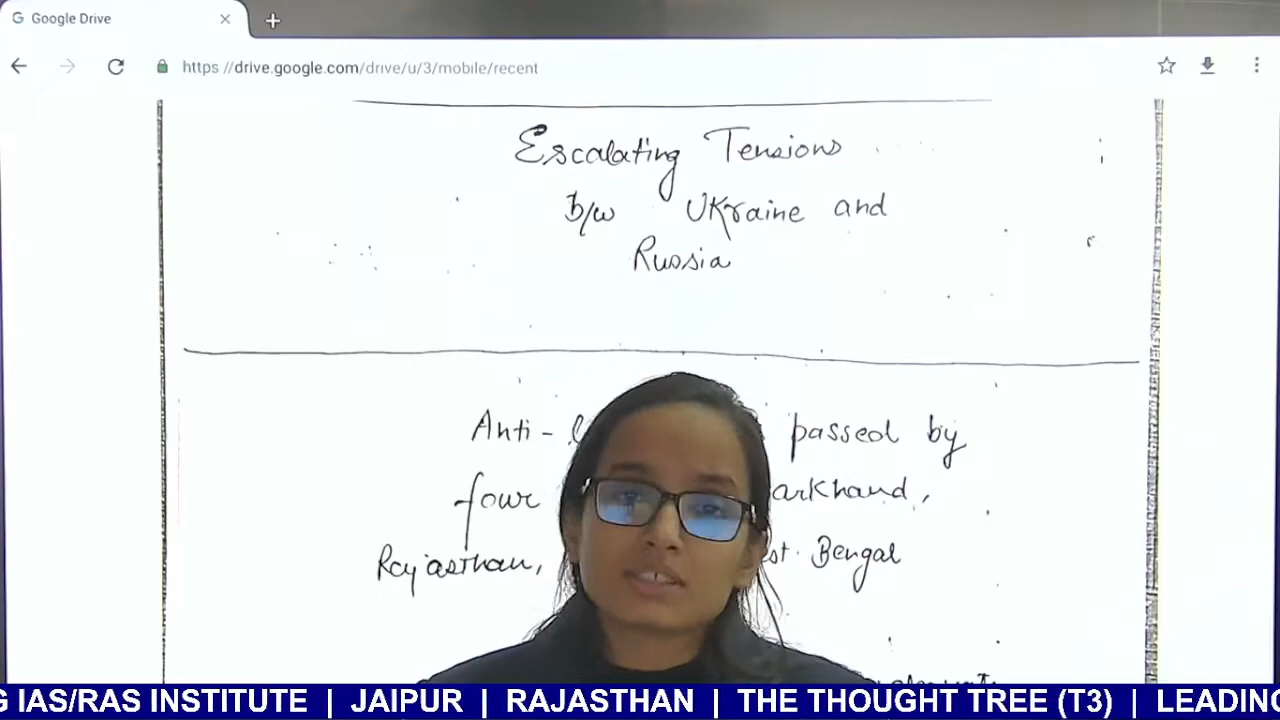 Google Drive
https://drive.google.com/drive/u/3/mobile/recent
Escalating Tensions
b/w Ukraine and
Russia
Anti - passed by
four arkhand,
Rajasthan, st. Bengal
G IAS/RAS INSTITUTE | JAIPUR | RAJASTHAN | THE THOUGHT TREE (T3) | LEADING